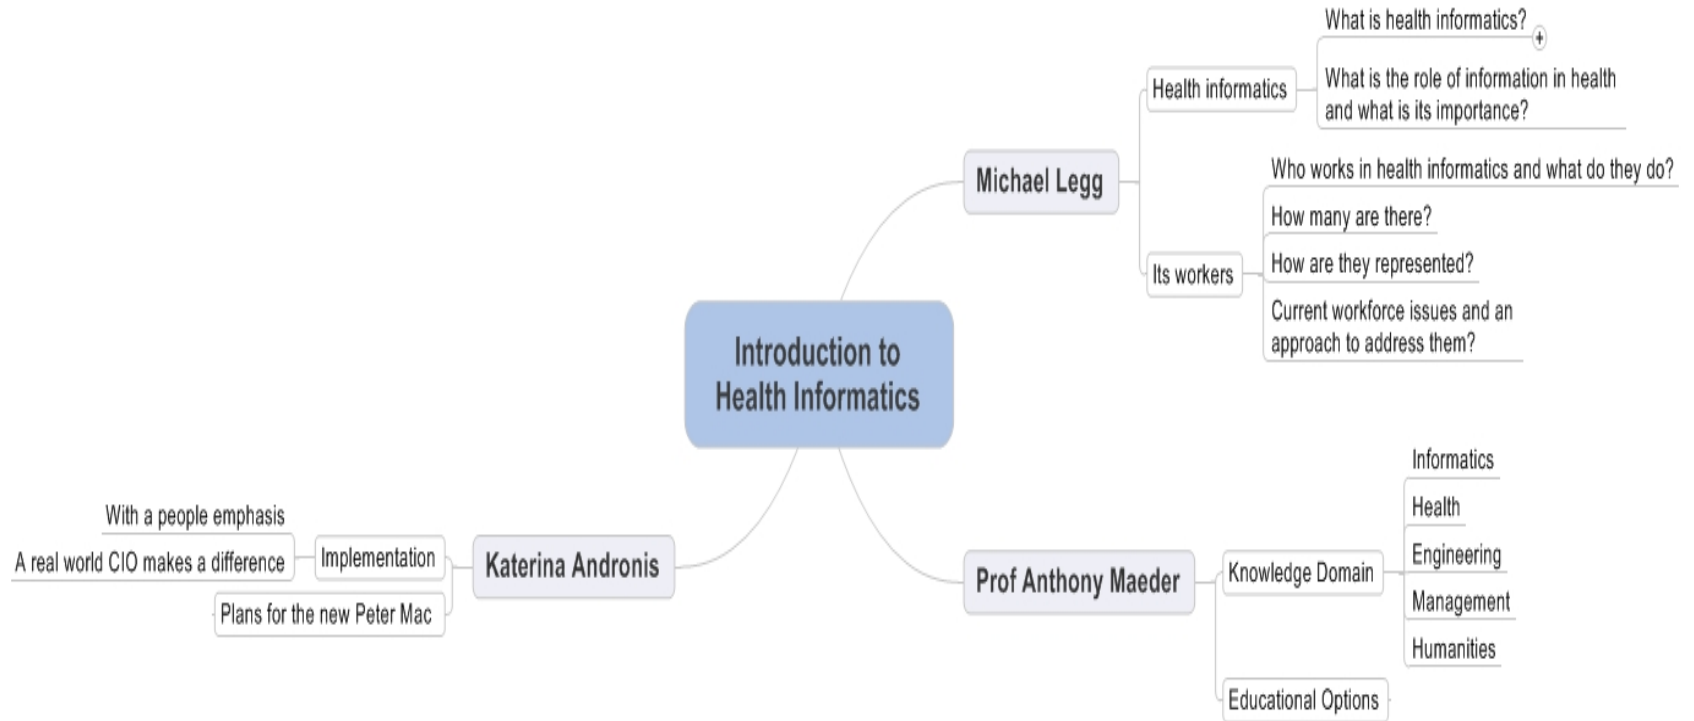 Introduction to
Health Informatics
Michael Legg
Health informatics
What is health informatics?
What is the role of information in health
and what is its importance?
Its workers
Who works in health informatics and what do they do?
How many are there?
How are they represented?
Current workforce issues and an
approach to address them?
Prof Anthony Maeder
Knowledge Domain
Informatics
Health
Engineering
Management
Humanities
Educational Options
Katerina Andronis
Implementation
With a people emphasis
A real world CIO makes a difference
Plans for the new Peter Mac